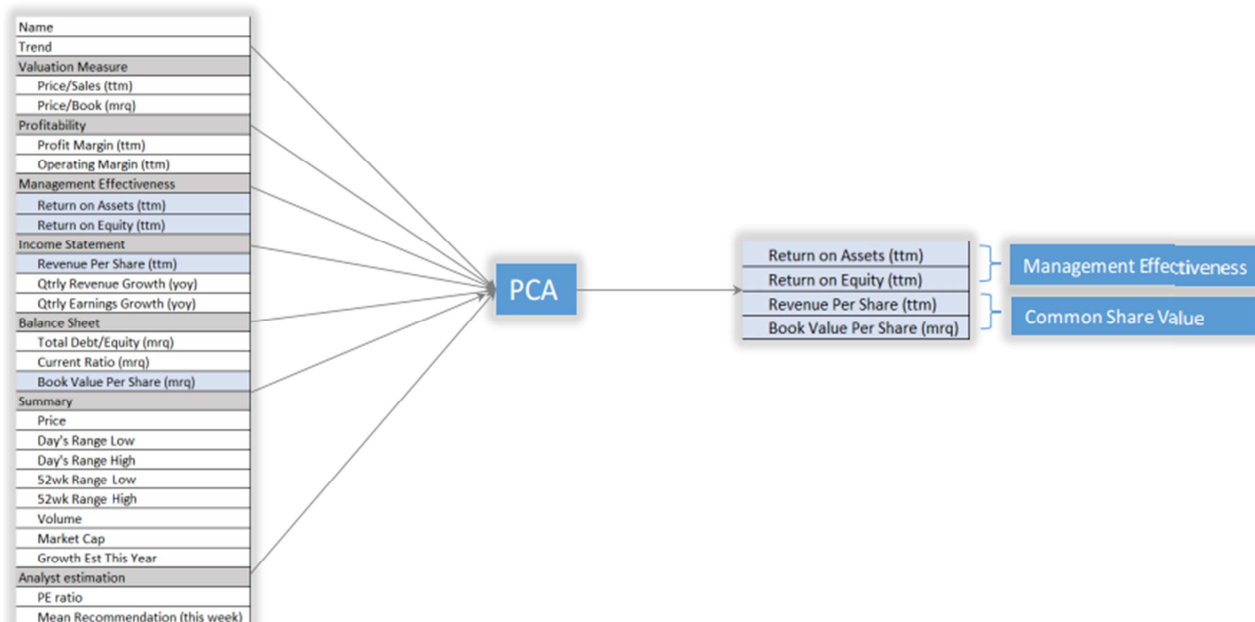 Name
Trend
Valuation Measure
Price/Sales (ttm)
Price/Book (mrq)
Profitability
Profit Margin (ttm)
Operating Margin (ttm)
Management Effectiveness
Return on Assets (ttm)
Return on Equity (ttm)
Income Statement
Revenue Per Share (ttm)
Qtrly Revenue Growth (yoy)
Qtrly Earnings Growth (yoy)
Balance Sheet
Total Debt/Equity (mrq)
Current Ratio (mrq)
Book Value Per Share (mrq)
Summary
Price
Day's Range Low
Day's Range High
52wk Range Low
52wk Range High
Volume
Market Cap
Growth Est This Year
Analyst estimation
PE ratio
Mean Recommendation (this week)
PCA
Return on Assets (ttm)
Return on Equity (ttm)
Revenue Per Share (ttm)
Book Value Per Share (mrq)
Management Effectiveness
Common Share Value